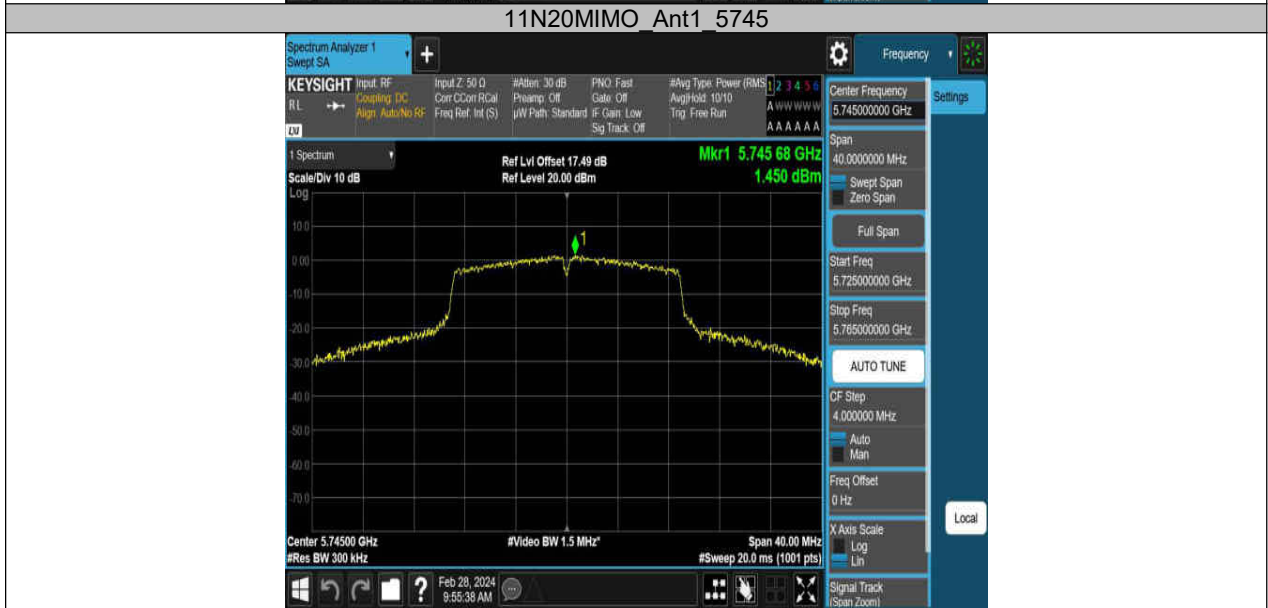 11N20MIMO_Ant1_5745
Spectrum Analyzer 1
Swept SA
+
Frequency
KEYSIGHT
RL
LXI
Input: RF
Coupling: DC
Align: Auto/No RF
Input Z: 50 Ω
Corr CCorr RCal
Freq Ref: Int (S)
#Atten: 30 dB
Preamp: Off
µW Path: Standard
PNO: Fast
Gate: Off
IF Gain: Low
Sig Track: Off
#Avg Type: Power (RMS
Avg|Hold: 10/10
Trig: Free Run
1 2 3 4 5 6
A W W W W W
A A A A A A
Center Frequency
5.745000000 GHz
Settings
1 Spectrum
Scale/Div 10 dB
Log
Ref Lvl Offset 17.49 dB
Ref Level 20.00 dBm
Mkr1 5.745 68 GHz
1.450 dBm
Span
40.0000000 MHz
Swept Span
Zero Span
Full Span
Start Freq
5.725000000 GHz
Stop Freq
5.765000000 GHz
AUTO TUNE
CF Step
4.000000 MHz
Auto
Man
Freq Offset
0 Hz
X Axis Scale
Log
Lin
Signal Track
(Span Zoom)
Local
10.0
1
0.00
-10.0
-20.0
-30.0
-40.0
-50.0
-60.0
-70.0
Center 5.74500 GHz
#Video BW 1.5 MHz*
Span 40.00 MHz
#Res BW 300 kHz
#Sweep 20.0 ms (1001 pts)
?
Feb 28, 2024
9:55:38 AM